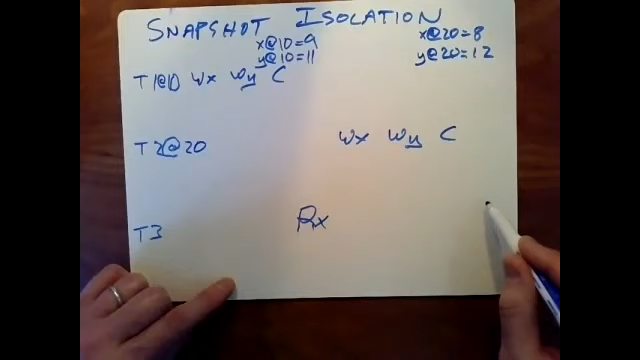 SNAPSHOT ISOLATION
x@10=9
y@10=11
x@20=8
y@20=12
T1@10 Wx Wy C
T2@20 Wx Wy C
T3 Rx